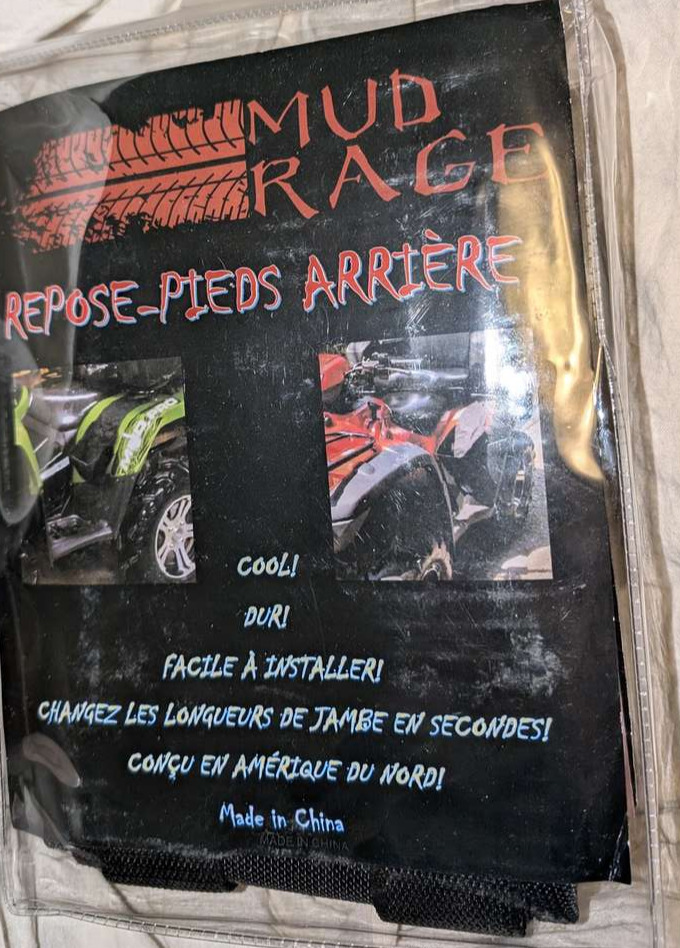 MUD
RAGE
REPOSE-PIEDS ARRIÈRE
COOL!
DUR!
FACILE À INSTALLER!
CHANGEZ LES LONGUEURS DE JAMBE EN SECONDES!
CONÇU EN AMÉRIQUE DU NORD!
Made in China
MADE IN CHINA